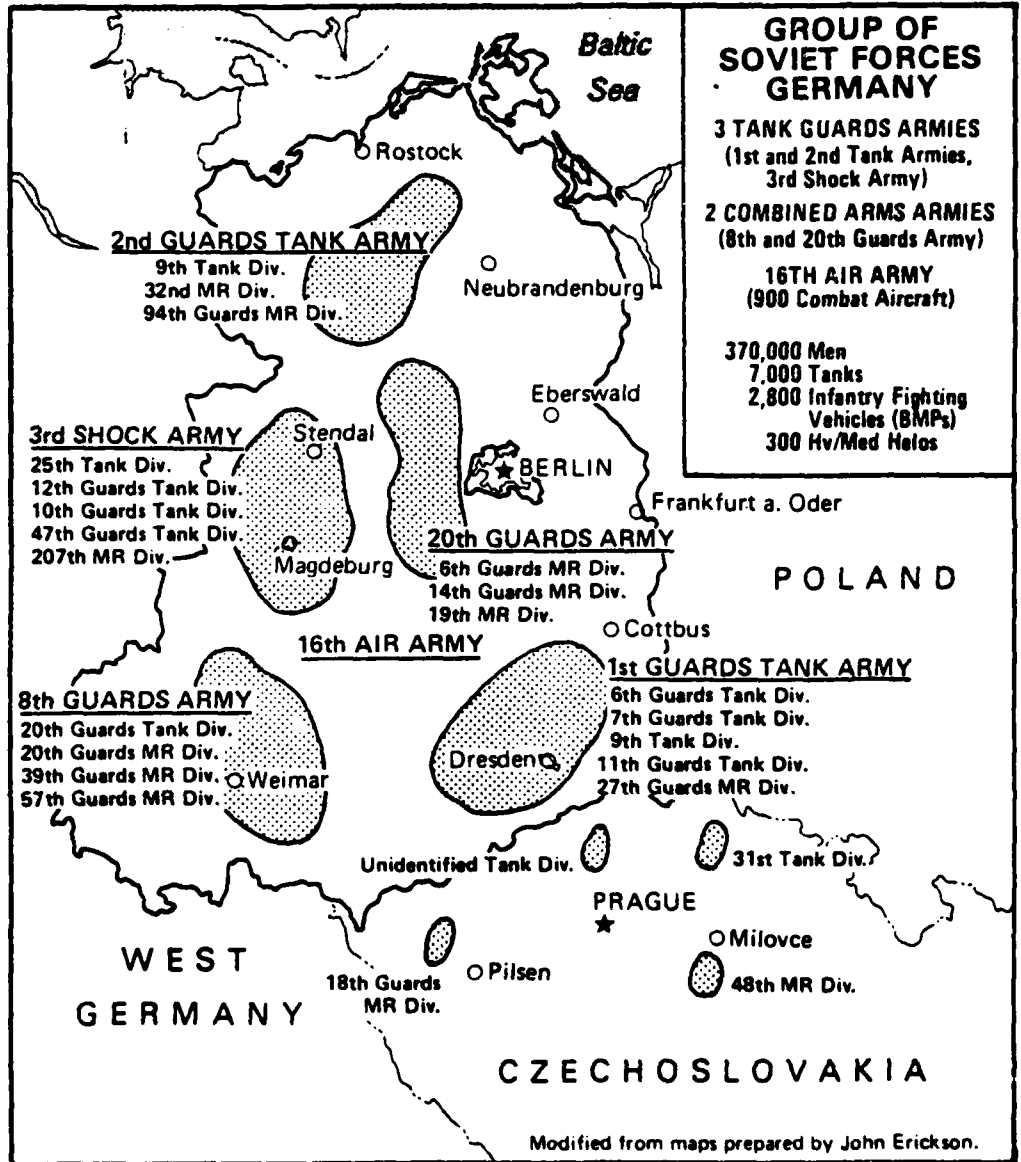 Baltic
Sea
GROUP OF
SOVIET FORCES
GERMANY
3 TANK GUARDS ARMIES
(1st and 2nd Tank Armies,
3rd Shock Army)
2 COMBINED ARMS ARMIES
(8th and 20th Guards Army)
16TH AIR ARMY
(900 Combat Aircraft)
370,000 Men
7,000 Tanks
2,800 Infantry Fighting
Vehicles (BMPs)
300 Hv/Med Helos
Rostock
2nd GUARDS TANK ARMY
9th Tank Div.
32nd MR Div.
94th Guards MR Div.
Neubrandenburg
Eberswald
3rd SHOCK ARMY
25th Tank Div.
12th Guards Tank Div.
10th Guards Tank Div.
47th Guards Tank Div.
207th MR Div.
Stendal
Magdeburg
BERLIN
Frankfurt a. Oder
20th GUARDS ARMY
6th Guards MR Div.
14th Guards MR Div.
19th MR Div.
POLAND
16th AIR ARMY
Cottbus
1st GUARDS TANK ARMY
6th Guards Tank Div.
7th Guards Tank Div.
9th Tank Div.
11th Guards Tank Div.
27th Guards MR Div.
8th GUARDS ARMY
20th Guards Tank Div.
20th Guards MR Div.
39th Guards MR Div.
57th Guards MR Div.
Weimar
Dresden
Unidentified Tank Div.
31st Tank Div.
PRAGUE
Milovce
WEST
GERMANY
18th Guards
MR Div.
Pilsen
48th MR Div.
CZECHOSLOVAKIA
Modified from maps prepared by John Erickson.